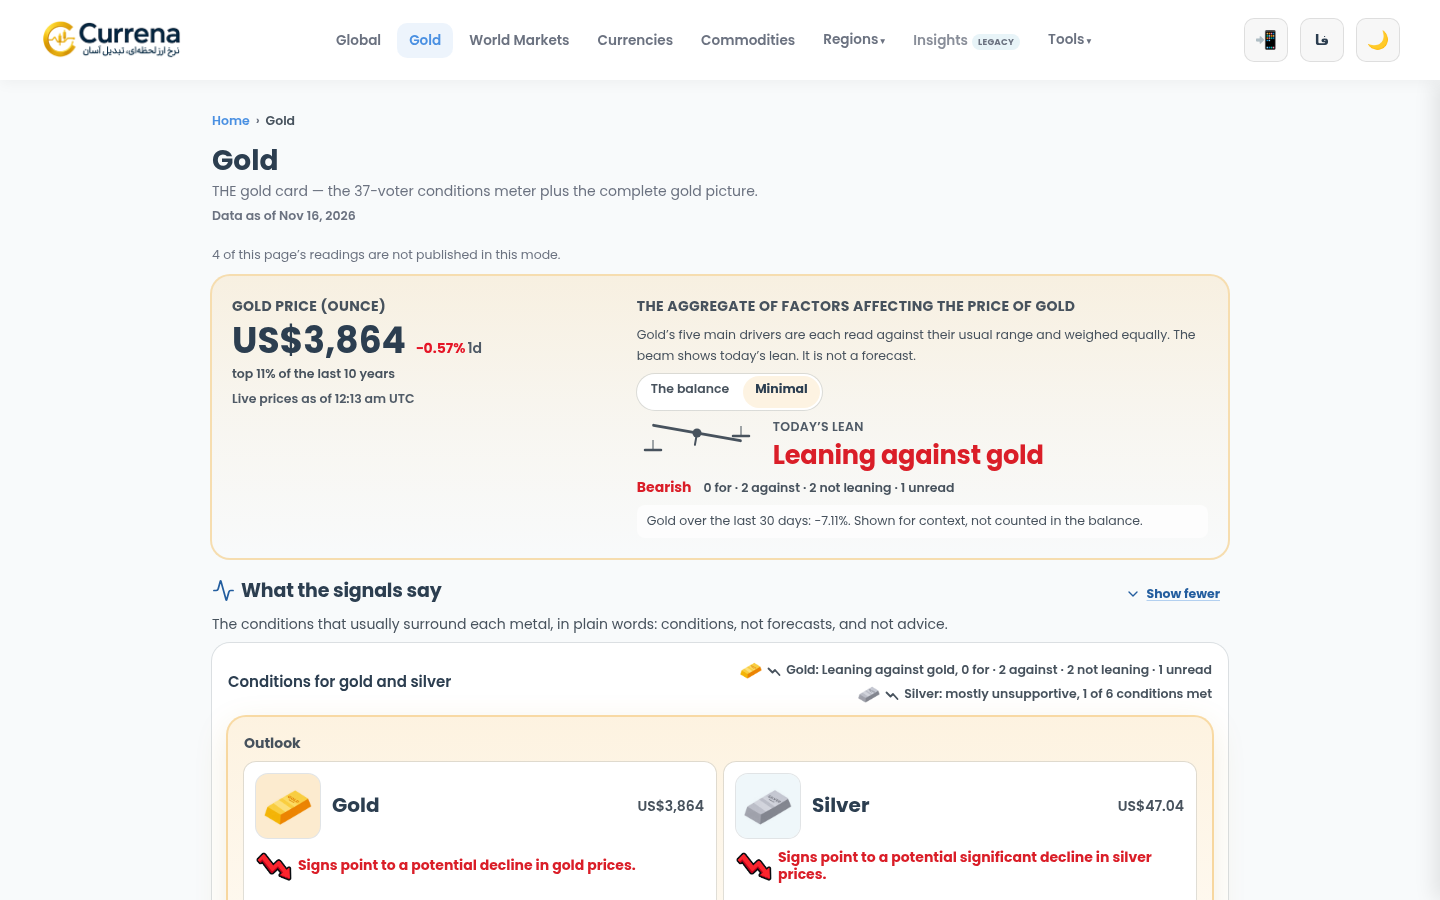 Currena
نرخ ارز لحظه‌ای، تبدیل آسان
Global
Gold
World Markets
Currencies
Commodities
Regions ▾
Insights LEGACY
Tools ▾
فا
Home › Gold
Gold
THE gold card — the 37-voter conditions meter plus the complete gold picture.
Data as of Nov 16, 2026
4 of this page’s readings are not published in this mode.
GOLD PRICE (OUNCE)
US$3,864 -0.57% 1d
top 11% of the last 10 years
Live prices as of 12:13 am UTC
THE AGGREGATE OF FACTORS AFFECTING THE PRICE OF GOLD
Gold’s five main drivers are each read against their usual range and weighed equally. The
beam shows today’s lean. It is not a forecast.
The balance
Minimal
TODAY’S LEAN
Leaning against gold
Bearish 0 for · 2 against · 2 not leaning · 1 unread
Gold over the last 30 days: -7.11%. Shown for context, not counted in the balance.
What the signals say
Show fewer
The conditions that usually surround each metal, in plain words: conditions, not forecasts, and not advice.
Conditions for gold and silver
Gold: Leaning against gold, 0 for · 2 against · 2 not leaning · 1 unread
Silver: mostly unsupportive, 1 of 6 conditions met
Outlook
Gold
US$3,864
Signs point to a potential decline in gold prices.
Silver
US$47.04
Signs point to a potential significant decline in silver
prices.